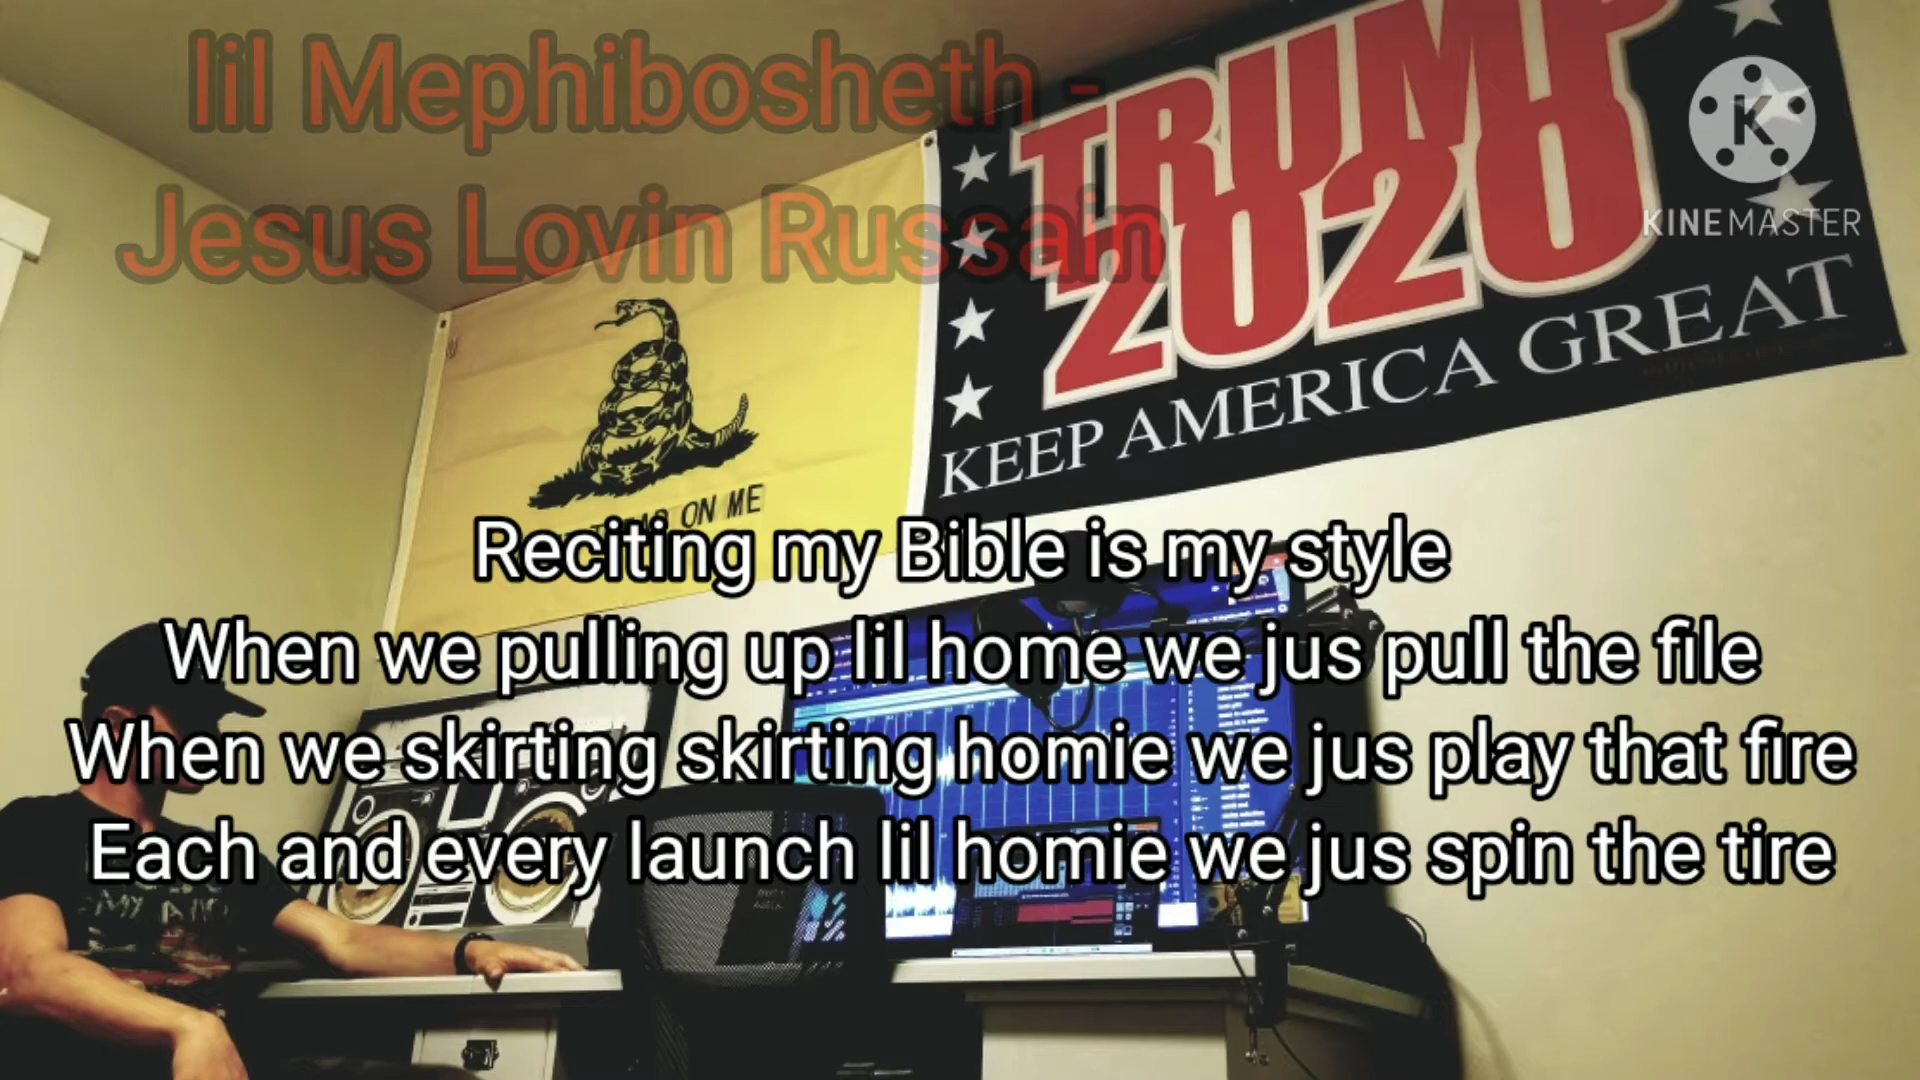 lil Mephibosheth -
Jesus Lovin Russain
TRUMP
2020
KEEP AMERICA GREAT
KINEMASTER
ON ME
Reciting my Bible is my style
When we pulling up lil home we jus pull the file
When we skirting skirting homie we jus play that fire
Each and every launch lil homie we jus spin the tire